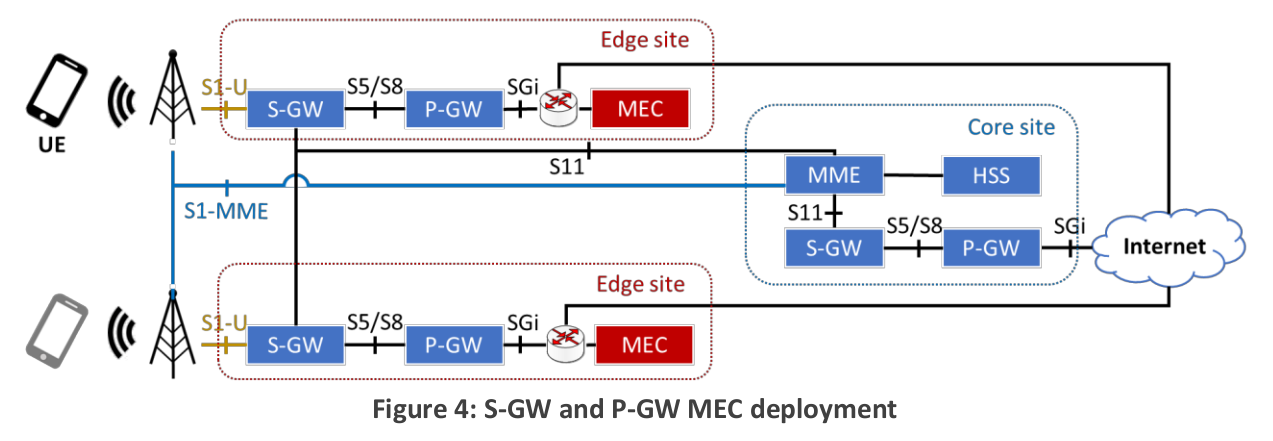 Edge site
S1-U
S-GW
S5/S8
P-GW
SGi
MEC
UE
Core site
S11
MME
HSS
S1-MME
S11
S-GW
S5/S8
P-GW
SGi
Internet
Edge site
S1-U
S-GW
S5/S8
P-GW
SGi
MEC
Figure 4: S-GW and P-GW MEC deployment